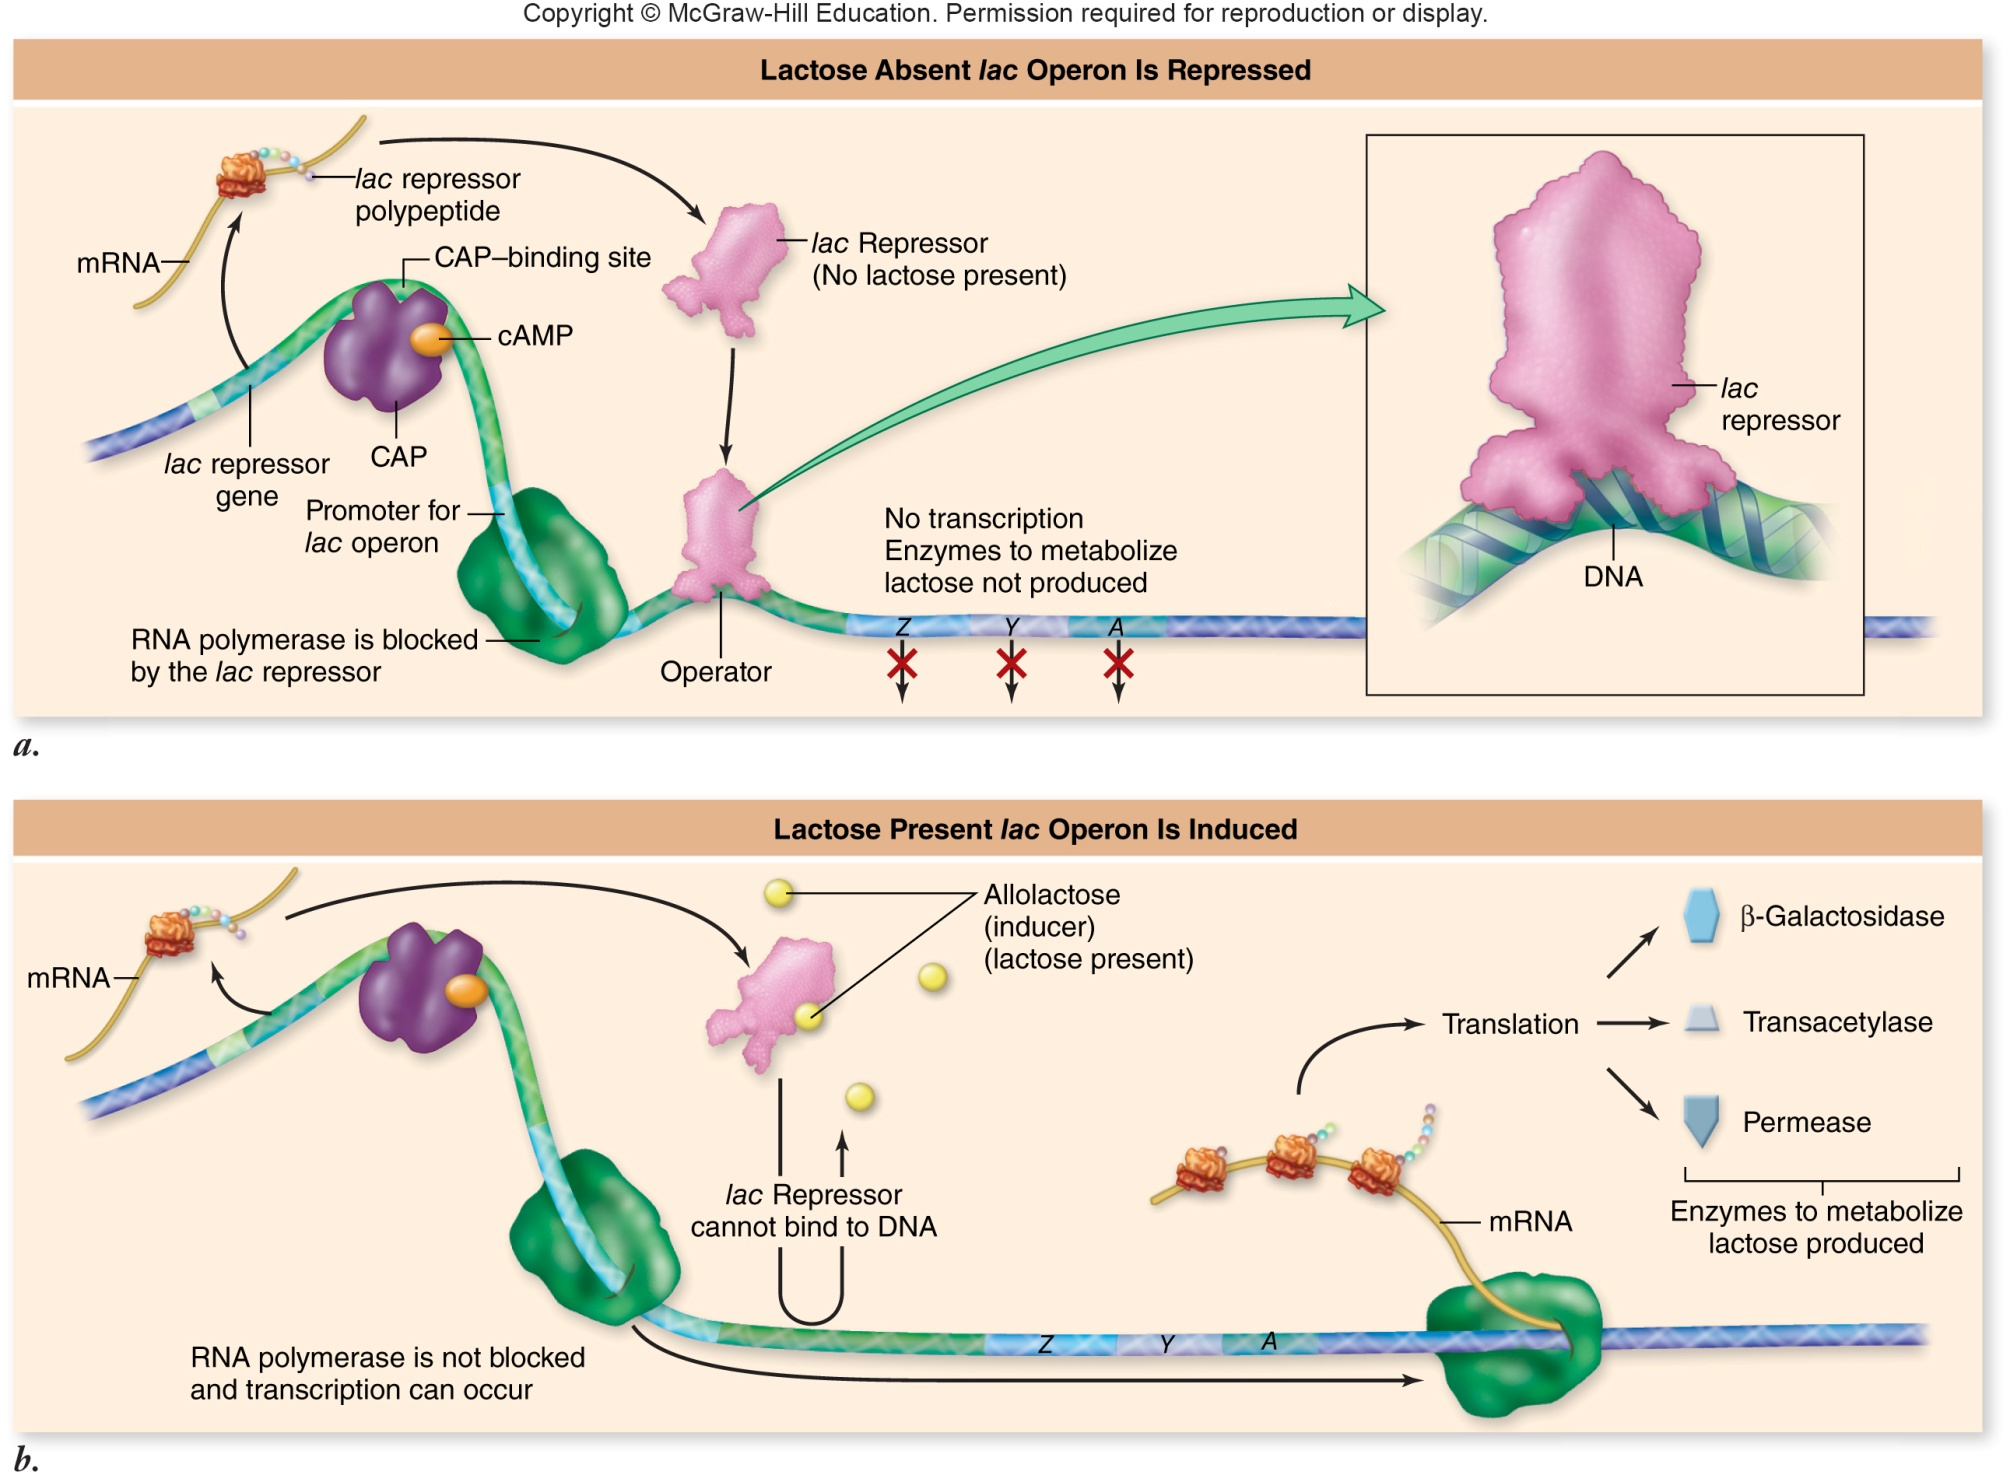 Copyright © McGraw-Hill Education. Permission required for reproduction or display.
Lactose Absent lac Operon Is Repressed
lac repressor
polypeptide
mRNA
CAP–binding site
lac Repressor
(No lactose present)
cAMP
CAP
lac repressor
gene
Promoter for
lac operon
RNA polymerase is blocked
by the lac repressor
Operator
No transcription
Enzymes to metabolize
lactose not produced
Z Y A
lac
repressor
DNA
a.
Lactose Present lac Operon Is Induced
mRNA
Allolactose
(inducer)
(lactose present)
lac Repressor
cannot bind to DNA
RNA polymerase is not blocked
and transcription can occur
Z Y A
mRNA
Translation
β-Galactosidase
Transacetylase
Permease
Enzymes to metabolize
lactose produced
b.